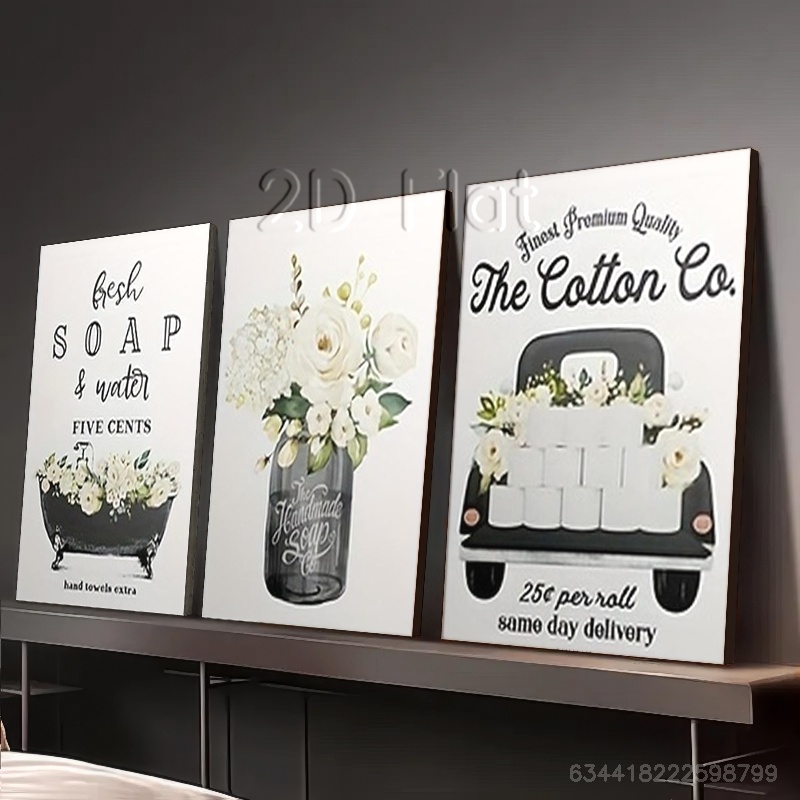 2D Flat
fresh
SOAP
& water
FIVE CENTS
hand towels extra
The
Handmade
Soap
Co.
Finest Premium Quality
The Cotton Co.
25¢ per roll
same day delivery
634418222598799